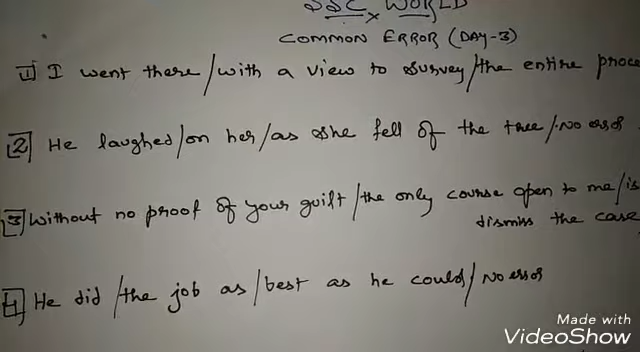 SSC WORLD
COMMON ERROR (DAY-3)
1 I went there/with a view to survey/the entire proce
2 He laughed/on her/as she fell of the tree/No error
3 Without no proof of your guilt/the only course open to me/is
dismiss the case
4 He did/the job as/best as he could/No error
Made with
VideoShow